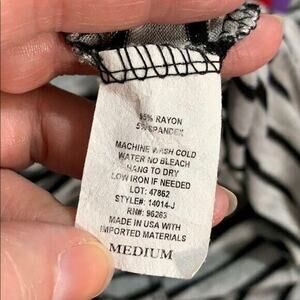 95% RAYON
5% SPANDEX
MACHINE WASH COLD
WATER NO BLEACH
HANG TO DRY
LOW IRON IF NEEDED
LOT: 47862
STYLE#: 14014-J
RN#: 96263
MADE IN USA WITH
IMPORTED MATERIALS
MEDIUM